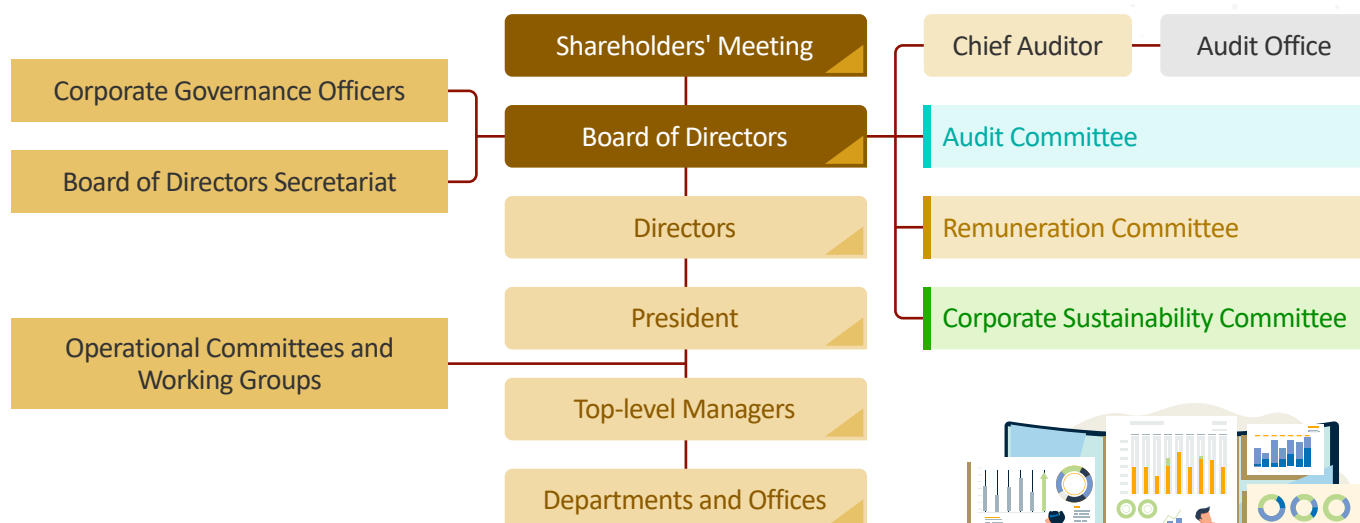 Shareholders' Meeting
Chief Auditor
Audit Office
Corporate Governance Officers
Board of Directors
Audit Committee
Board of Directors Secretariat
Directors
Remuneration Committee
President
Corporate Sustainability Committee
Operational Committees and
Working Groups
Top-level Managers
Departments and Offices